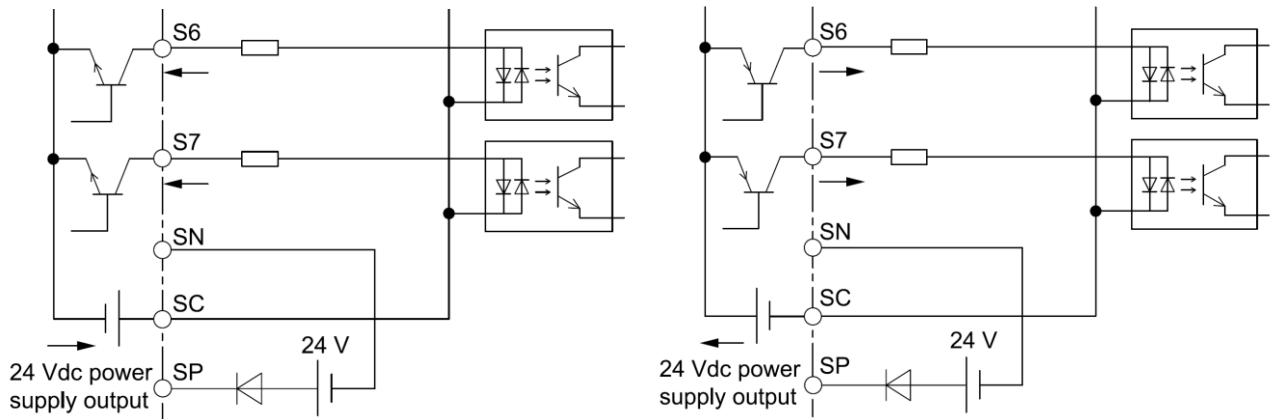 S6
S7
SN
SC
24 V
24 Vdc power
supply output
SP
S6
S7
SN
SC
24 V
24 Vdc power
supply output
SP